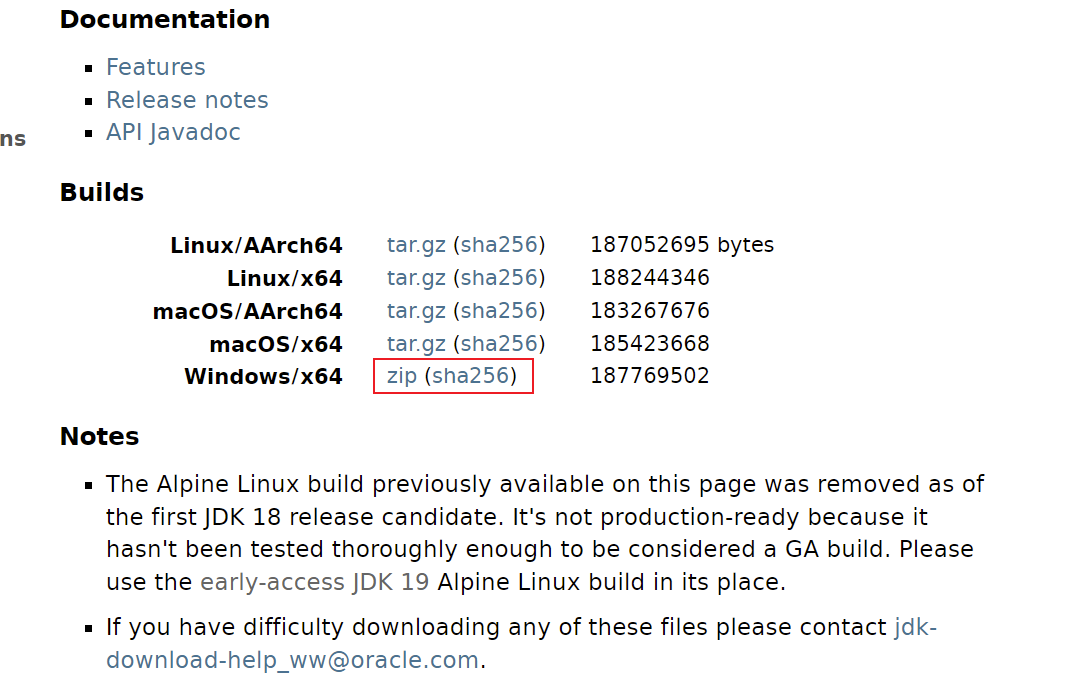 Documentation
Features
Release notes
API Javadoc
ns
Builds
Linux/AArch64 tar.gz (sha256) 187052695 bytes
Linux/x64 tar.gz (sha256) 188244346
macOS/AArch64 tar.gz (sha256) 183267676
macOS/x64 tar.gz (sha256) 185423668
Windows/x64 zip (sha256) 187769502
Notes
The Alpine Linux build previously available on this page was removed as of
the first JDK 18 release candidate. It's not production-ready because it
hasn't been tested thoroughly enough to be considered a GA build. Please
use the early-access JDK 19 Alpine Linux build in its place.
If you have difficulty downloading any of these files please contact jdk-
download-help_ww@oracle.com.